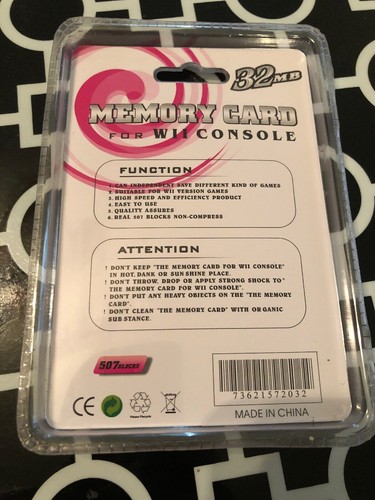 32MB
MEMORY CARD
FOR WII CONSOLE
FUNCTION
1. CAN INDEPENDENT SAVE DIFFERENT KIND OF GAMES
2. SUITABLE FOR WII VERSION GAMES
3. HIGH SPEED AND EFFICIENCY PRODUCT
4. EASY TO USE
5. QUALITY ASSURES
6. REAL 507 BLOCKS NON-COMPRESS
ATTENTION
! DON'T KEEP "THE MEMORY CARD FOR WII CONSOLE"
IN HOT, DANK OR SUN SHINE PLACE.
! DON'T THROW, DROP OR APPLY STRONG SHOCK TO"
THE MEMORY CARD FOR WII CONSOLE".
! DON'T PUT ANY HEAVY OBJECTS ON THE "THE MEMORY
CARD".
! DON'T CLEAN "THE MEMORY CARD" WITH ORGANIC
SUB STANCE.
507BLOCKS
CE
Please Recycle
73621572032
MADE IN CHINA